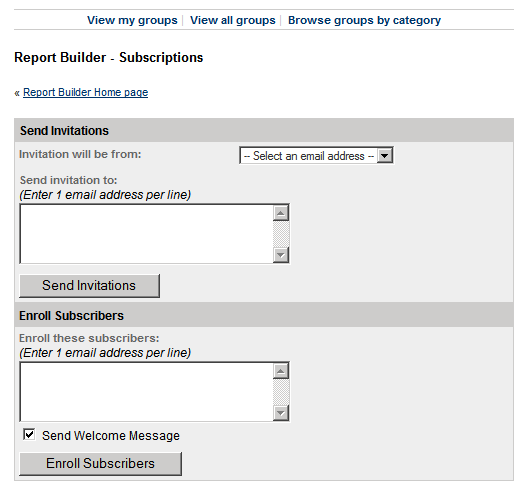 View my groups | View all groups | Browse groups by category
Report Builder - Subscriptions
« Report Builder Home page
Send Invitations
Invitation will be from: -- Select an email address --
Send invitation to:
(Enter 1 email address per line)
Send Invitations
Enroll Subscribers
Enroll these subscribers:
(Enter 1 email address per line)
Send Welcome Message
Enroll Subscribers